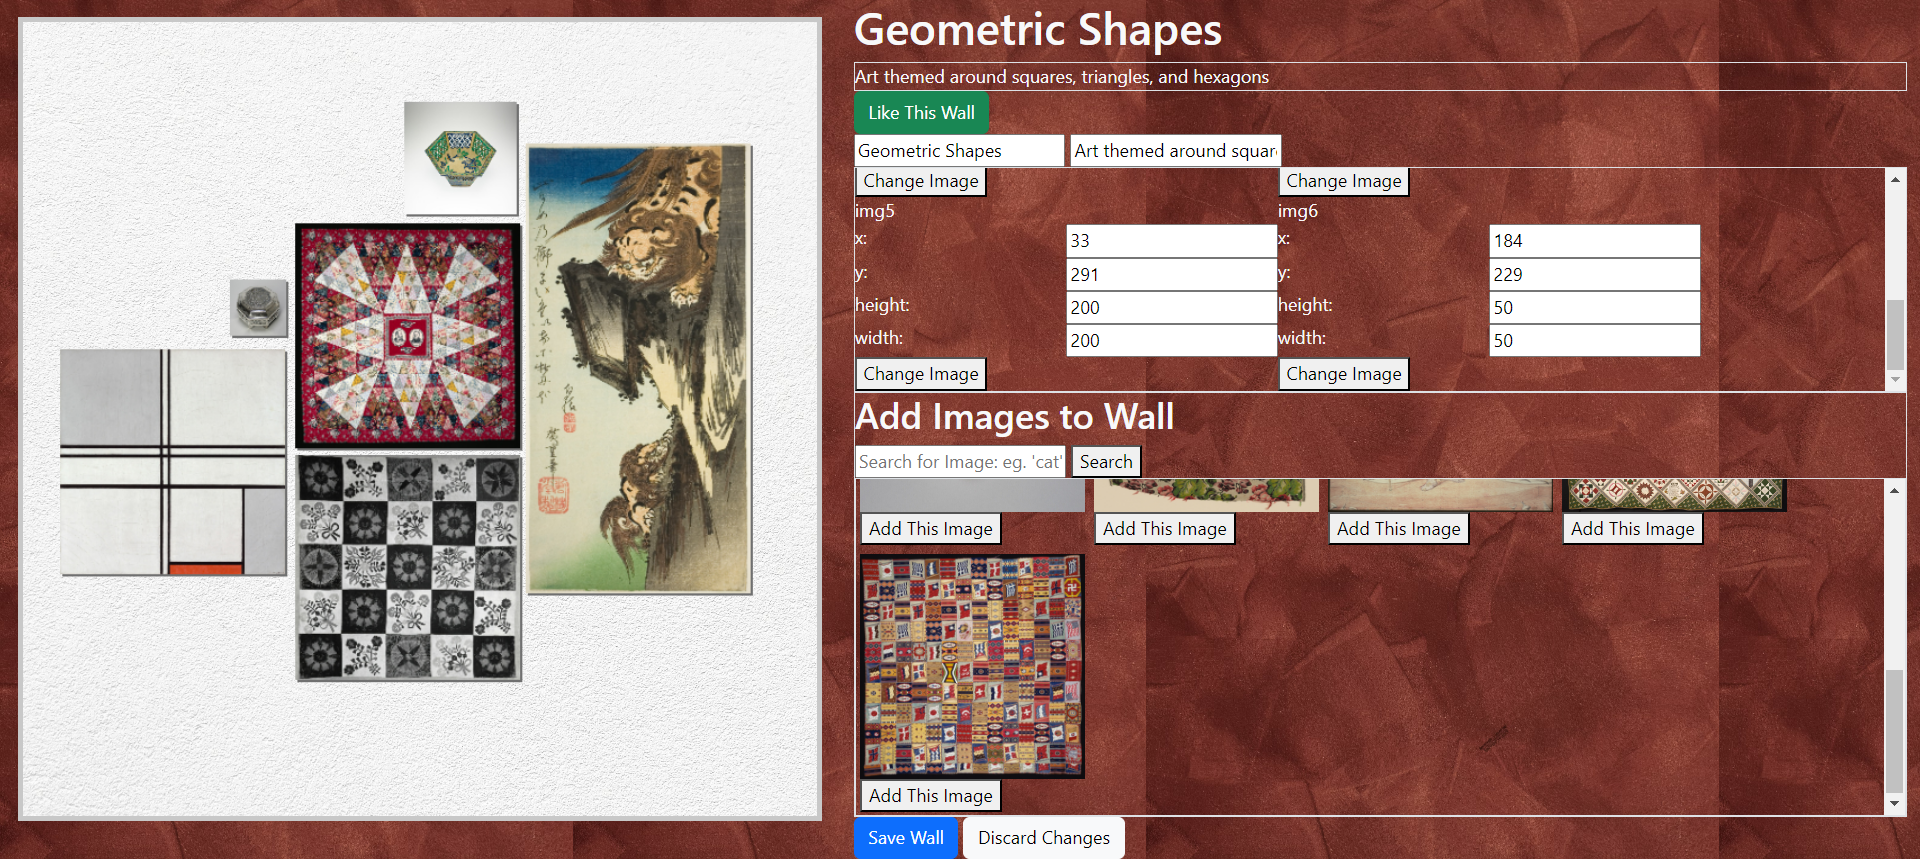 Geometric Shapes
Art themed around squares, triangles, and hexagons
Like This Wall
Geometric Shapes Art themed around squar
Change Image Change Image
img5 img6
x: 33 x: 184
y: 291 y: 229
height: 200 height: 50
width: 200 width: 50
Change Image Change Image
Add Images to Wall
Search for Image: eg. 'cat' Search
Add This Image Add This Image Add This Image Add This Image
Add This Image
Save Wall Discard Changes